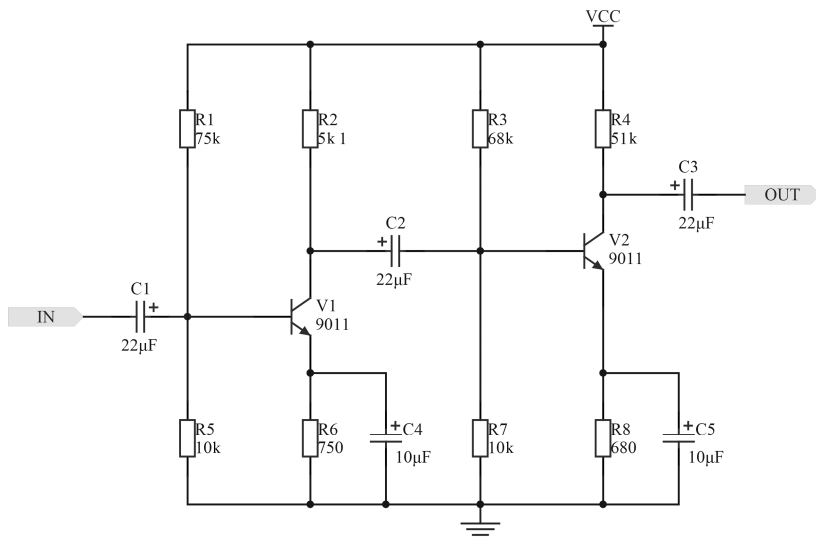 VCC
R1
75k
R2
5k 1
R3
68k
R4
51k
C3
22μF
OUT
C2
22μF
V2
9011
C1
22μF
IN
V1
9011
R5
10k
R6
750
C4
10μF
R7
10k
R8
680
C5
10μF